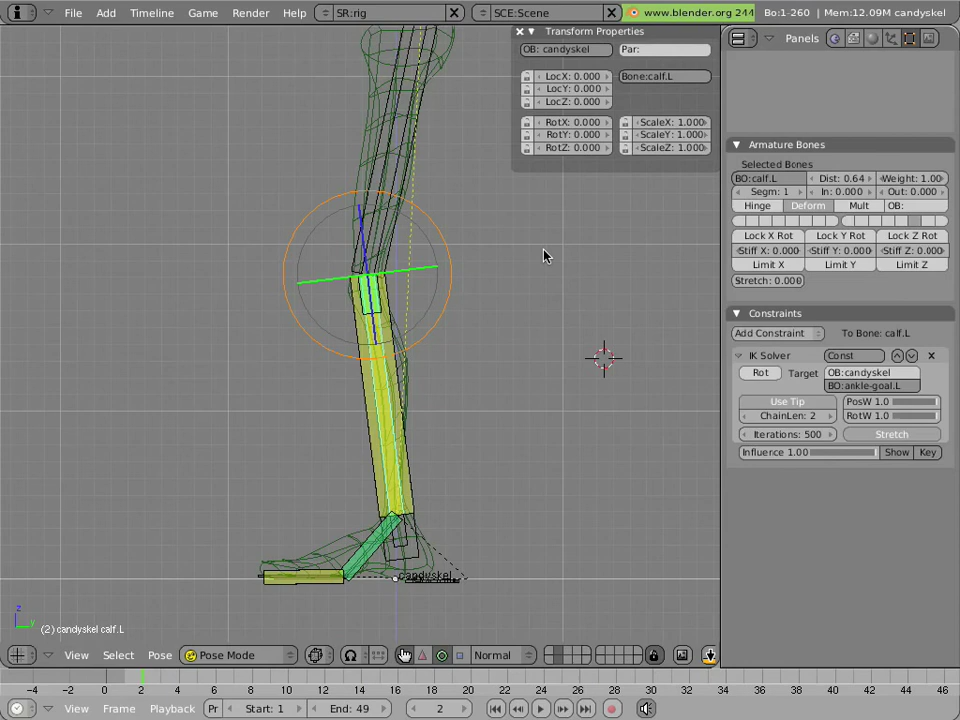 File Add Timeline Game Render Help SR:rig SCE:Scene www.blender.org 244 Bo:1-260 | Mem:12.09M candyskel
Transform Properties
OB: candyskel Par:
LocX: 0.000 Bone:calf.L
LocY: 0.000
LocZ: 0.000
RotX: 0.000 ScaleX: 1.000
RotY: 0.000 ScaleY: 1.000
RotZ: 0.000 ScaleZ: 1.000
Panels
Armature Bones
Selected Bones
BO:calf.L Dist: 0.64 Weight: 1.00
Segm: 1 In: 0.000 Out: 0.000
Hinge Deform Mult OB:
Lock X Rot Lock Y Rot Lock Z Rot
Stiff X: 0.000 Stiff Y: 0.000 Stiff Z: 0.000
Limit X Limit Y Limit Z
Stretch: 0.000
Constraints
Add Constraint To Bone: calf.L
IK Solver Const
Rot Target OB:candyskel
BO:ankle-goal.L
Use Tip PosW 1.0
ChainLen: 2 RotW 1.0
Iterations: 500 Stretch
Influence 1.00 Show Key
candyskel
z
y
(2) candyskel calf.L
View Select Pose Pose Mode Normal
-4 -2 0 2 4 6 8 10 12 14 16 18 20 22 24 26 28 30 32 34 36 38 40 42 44 46
View Frame Playback Pr Start: 1 End: 49 2